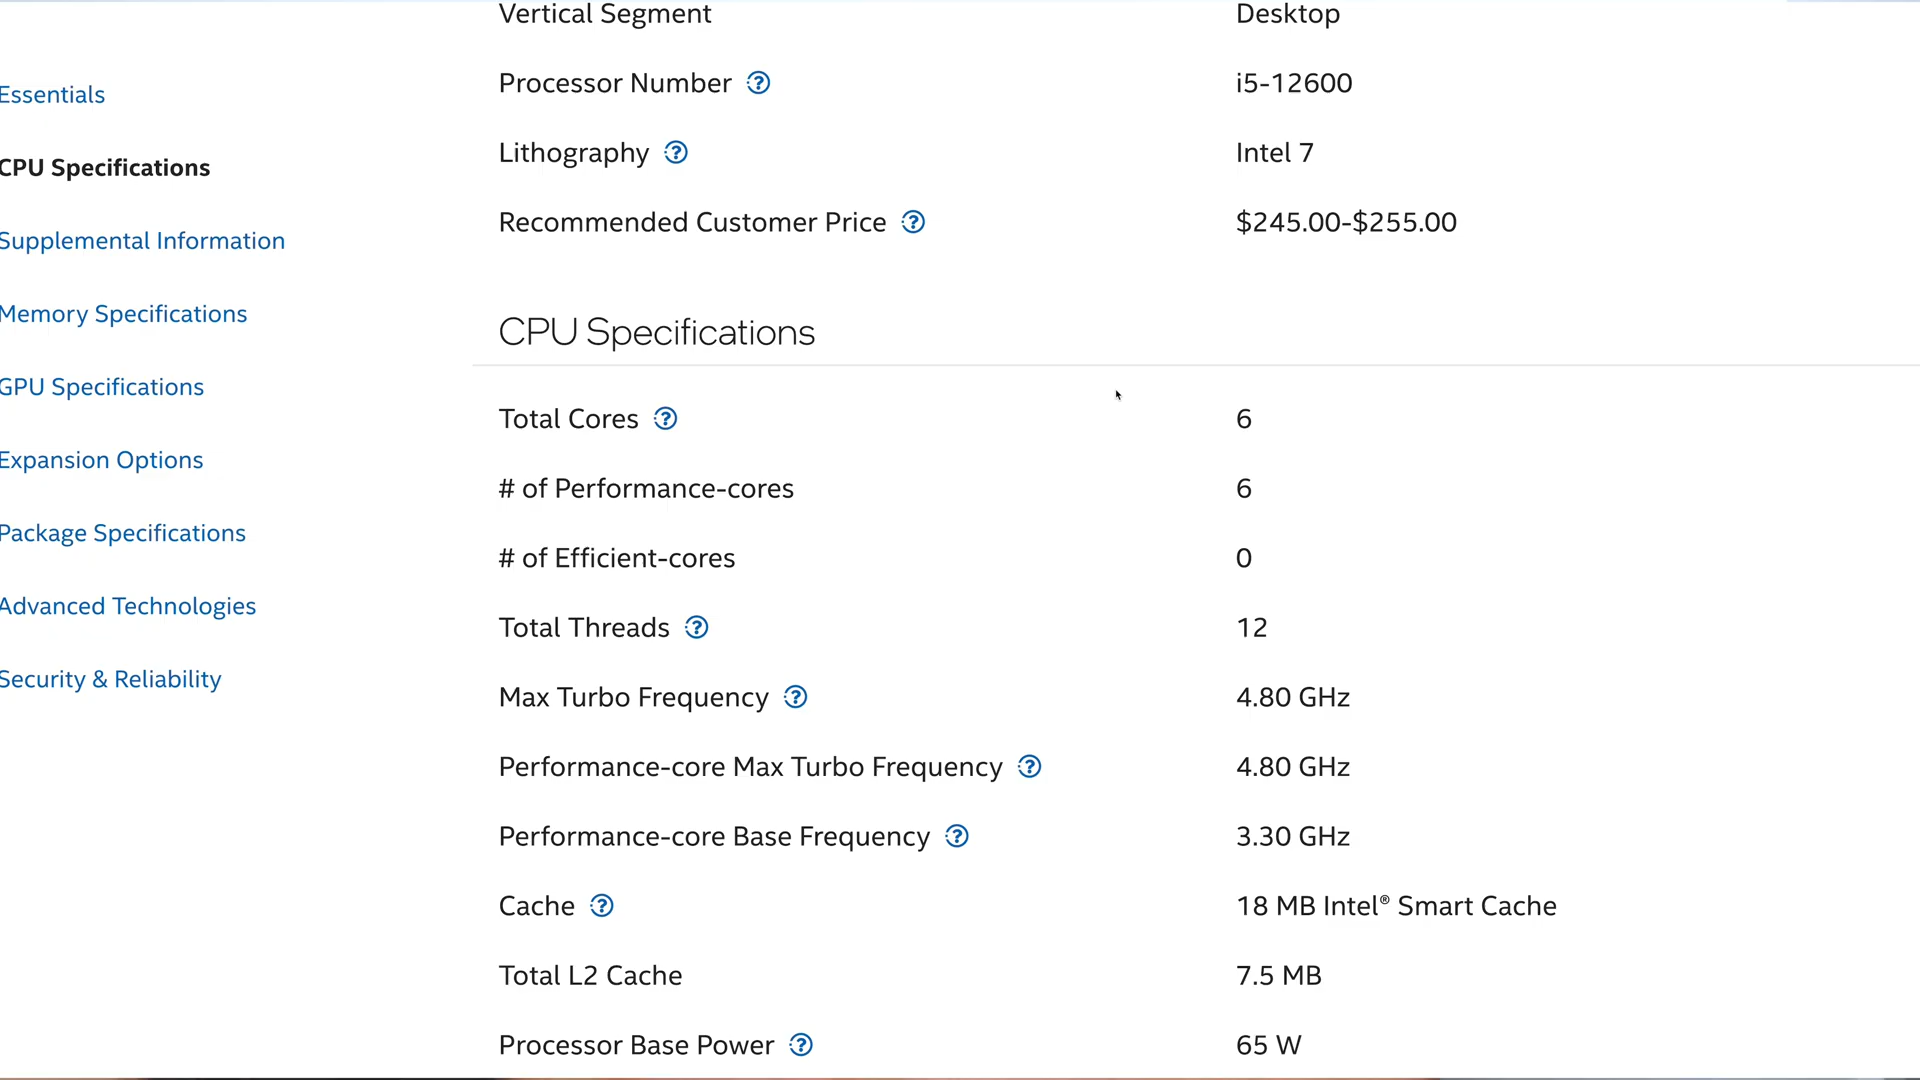 Vertical Segment Desktop
Essentials
CPU Specifications
Supplemental Information
Memory Specifications
GPU Specifications
Expansion Options
Package Specifications
Advanced Technologies
Security & Reliability
Processor Number ? i5-12600
Lithography ? Intel 7
Recommended Customer Price ? $245.00-$255.00
CPU Specifications
Total Cores ? 6
# of Performance-cores 6
# of Efficient-cores 0
Total Threads ? 12
Max Turbo Frequency ? 4.80 GHz
Performance-core Max Turbo Frequency ? 4.80 GHz
Performance-core Base Frequency ? 3.30 GHz
Cache ? 18 MB Intel® Smart Cache
Total L2 Cache 7.5 MB
Processor Base Power ? 65 W